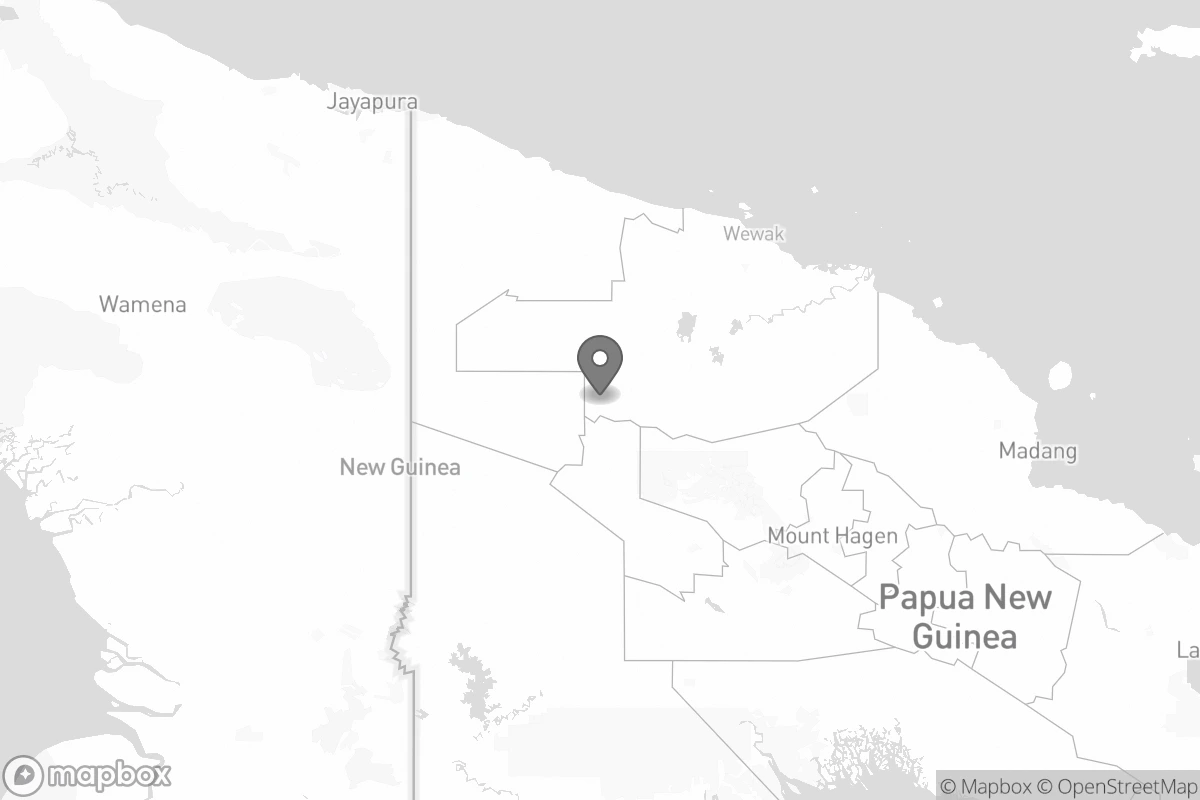 Jayapura
Wewak
Wamena
Madang
New Guinea
Mount Hagen
Papua New
Guinea
La
mapbox
© Mapbox © OpenStreetMap